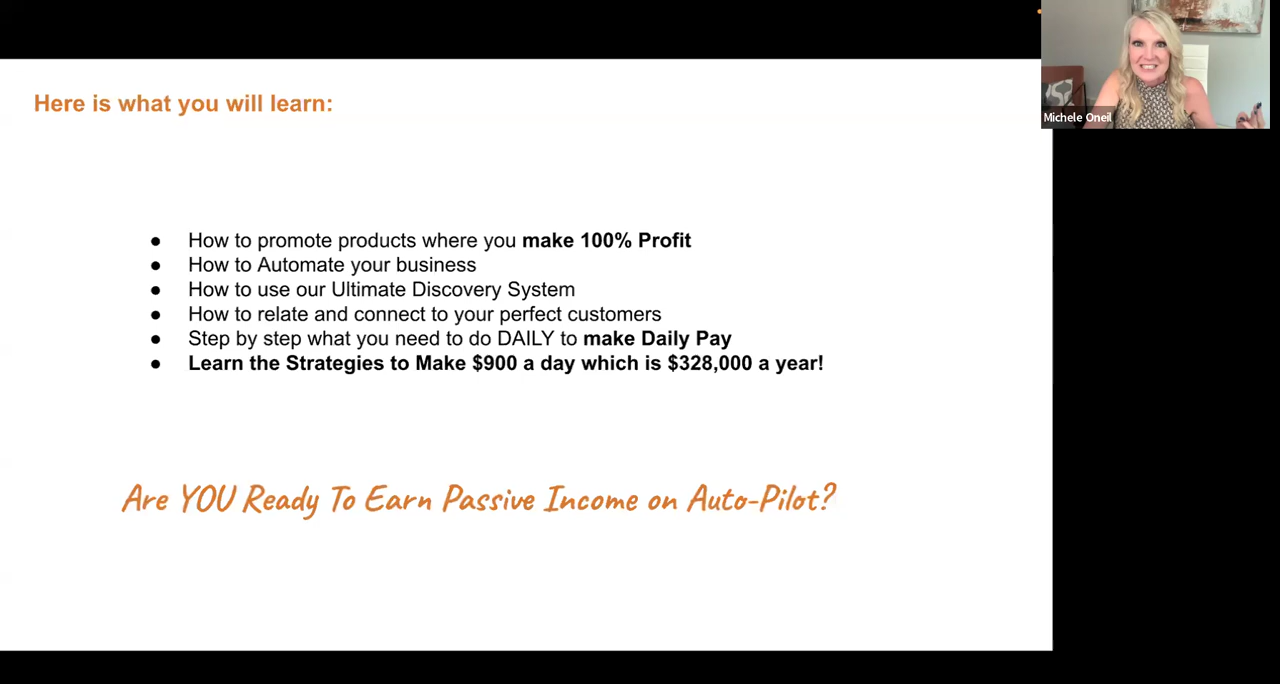 Here is what you will learn:
Michele Oneil
● How to promote products where you make 100% Profit
● How to Automate your business
● How to use our Ultimate Discovery System
● How to relate and connect to your perfect customers
● Step by step what you need to do DAILY to make Daily Pay
● Learn the Strategies to Make $900 a day which is $328,000 a year!
Are YOU Ready To Earn Passive Income on Auto-Pilot?